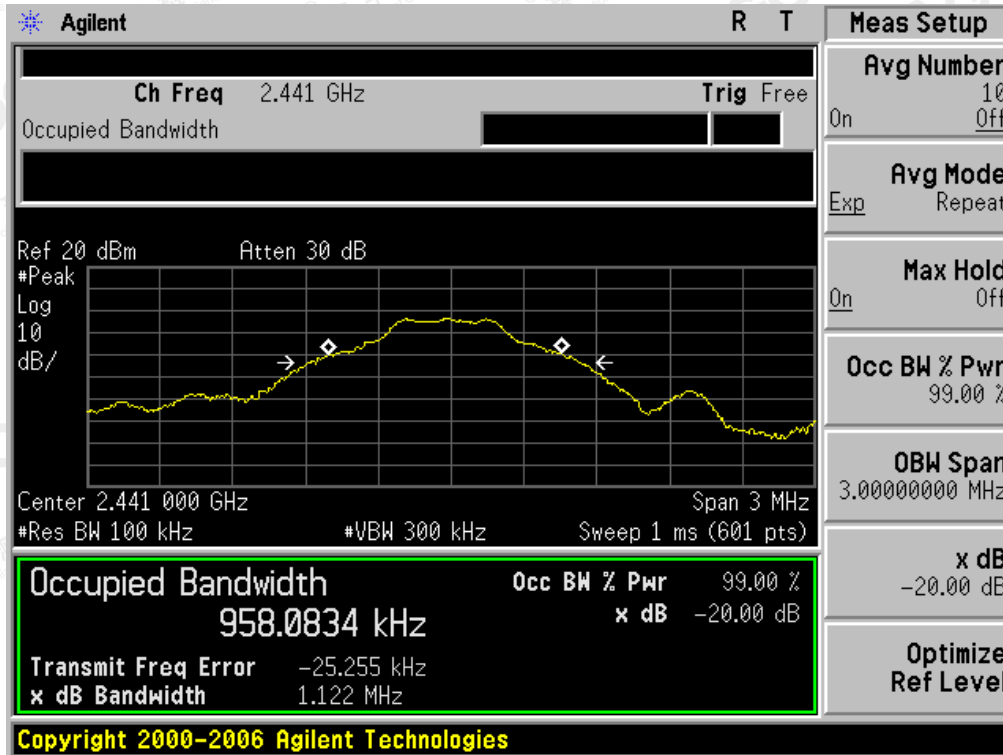 Agilent R T
Ch Freq 2.441 GHz Trig Free
Occupied Bandwidth
Ref 20 dBm Atten 30 dB
#Peak
Log
10
dB/
Center 2.441 000 GHz Span 3 MHz
#Res BW 100 kHz #VBW 300 kHz Sweep 1 ms (601 pts)
Occupied Bandwidth
958.0834 kHz
Occ BW % Pwr 99.00 %
x dB -20.00 dB
Transmit Freq Error -25.255 kHz
x dB Bandwidth 1.122 MHz
Copyright 2000-2006 Agilent Technologies
Meas Setup
Avg Number
10
On Off
Avg Mode
Exp Repeat
Max Hold
On Off
Occ BW % Pwr
99.00 %
OBW Span
3.00000000 MHz
x dB
-20.00 dB
Optimize
Ref Level